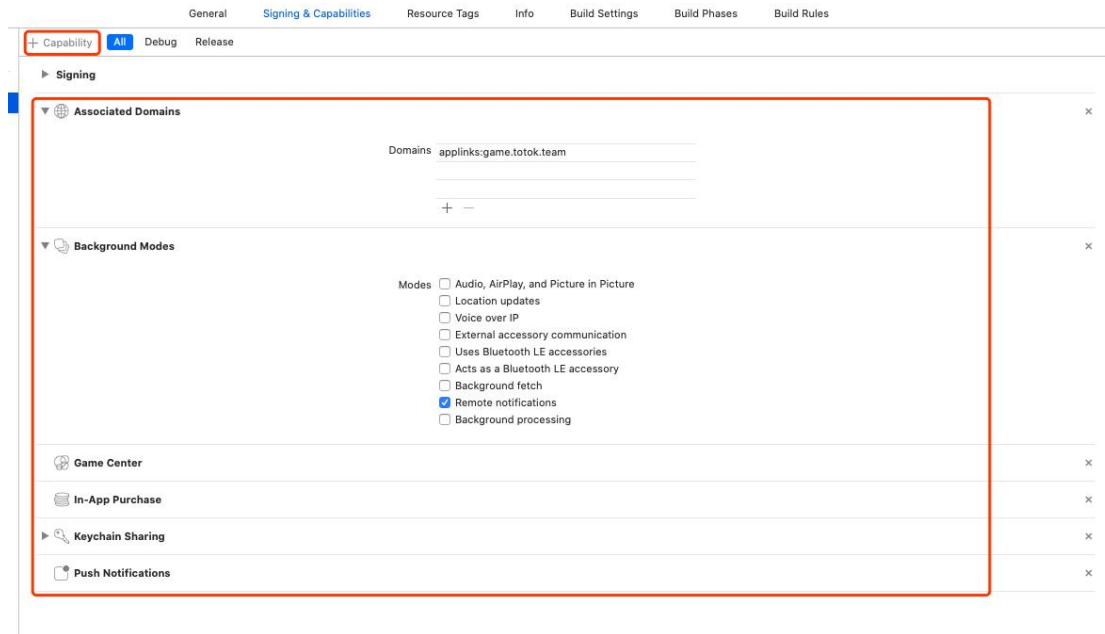 General Signing & Capabilities Resource Tags Info Build Settings Build Phases Build Rules
+ Capability All Debug Release
Signing
Associated Domains
Domains applinks:game.totok.team
Background Modes
Modes Audio, AirPlay, and Picture in Picture
Location updates
Voice over IP
External accessory communication
Uses Bluetooth LE accessories
Acts as a Bluetooth LE accessory
Background fetch
Remote notifications
Background processing
Game Center
In-App Purchase
Keychain Sharing
Push Notifications